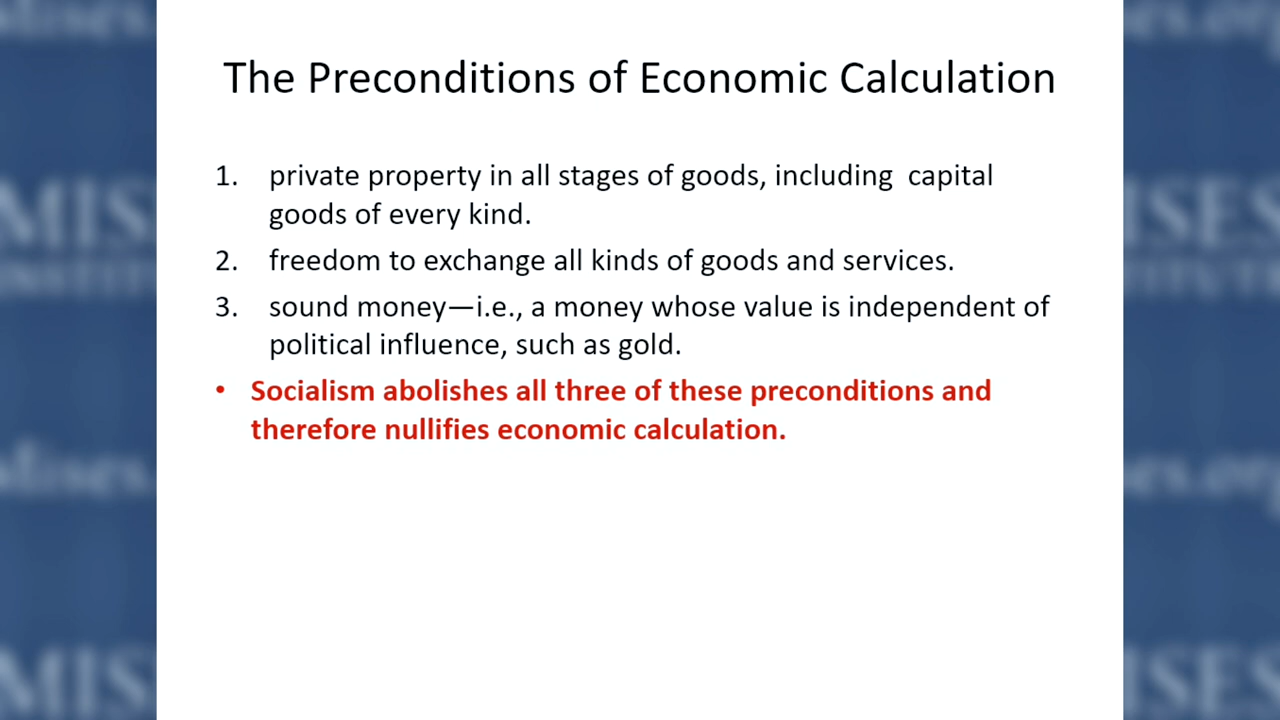 The Preconditions of Economic Calculation
1. private property in all stages of goods, including capital
goods of every kind.
2. freedom to exchange all kinds of goods and services.
3. sound money—i.e., a money whose value is independent of
political influence, such as gold.
• Socialism abolishes all three of these preconditions and
therefore nullifies economic calculation.